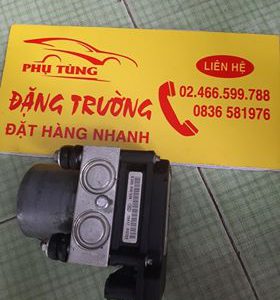 PHỤ TÙNG
LIÊN HỆ
02.466.599.788
0836 581976
ĐẶNG TRƯỜNG
ĐẶT HÀNG NHANH